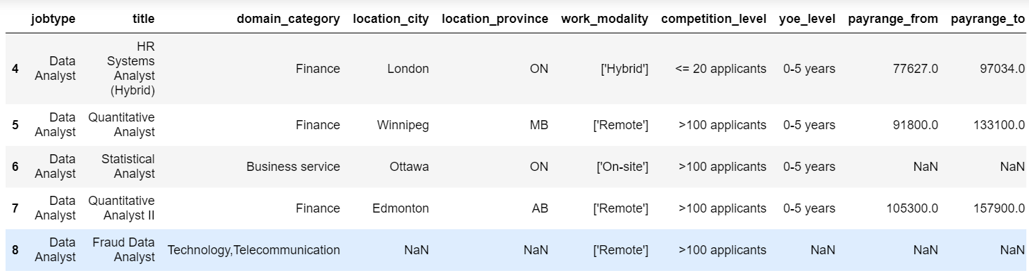 jobtype title domain_category location_city location_province work_modality competition_level yoe_level payrange_from payrange_to
4 Data Analyst HR Systems Analyst (Hybrid) Finance London ON ['Hybrid'] <= 20 applicants 0-5 years 77627.0 97034.0
5 Data Analyst Quantitative Analyst Finance Winnipeg MB ['Remote'] >100 applicants 0-5 years 91800.0 133100.0
6 Data Analyst Statistical Analyst Business service Ottawa ON ['On-site'] >100 applicants 0-5 years NaN NaN
7 Data Analyst Quantitative Analyst II Finance Edmonton AB ['Remote'] >100 applicants 0-5 years 105300.0 157900.0
8 Data Analyst Fraud Data Analyst Technology,Telecommunication NaN NaN ['Remote'] >100 applicants NaN NaN NaN